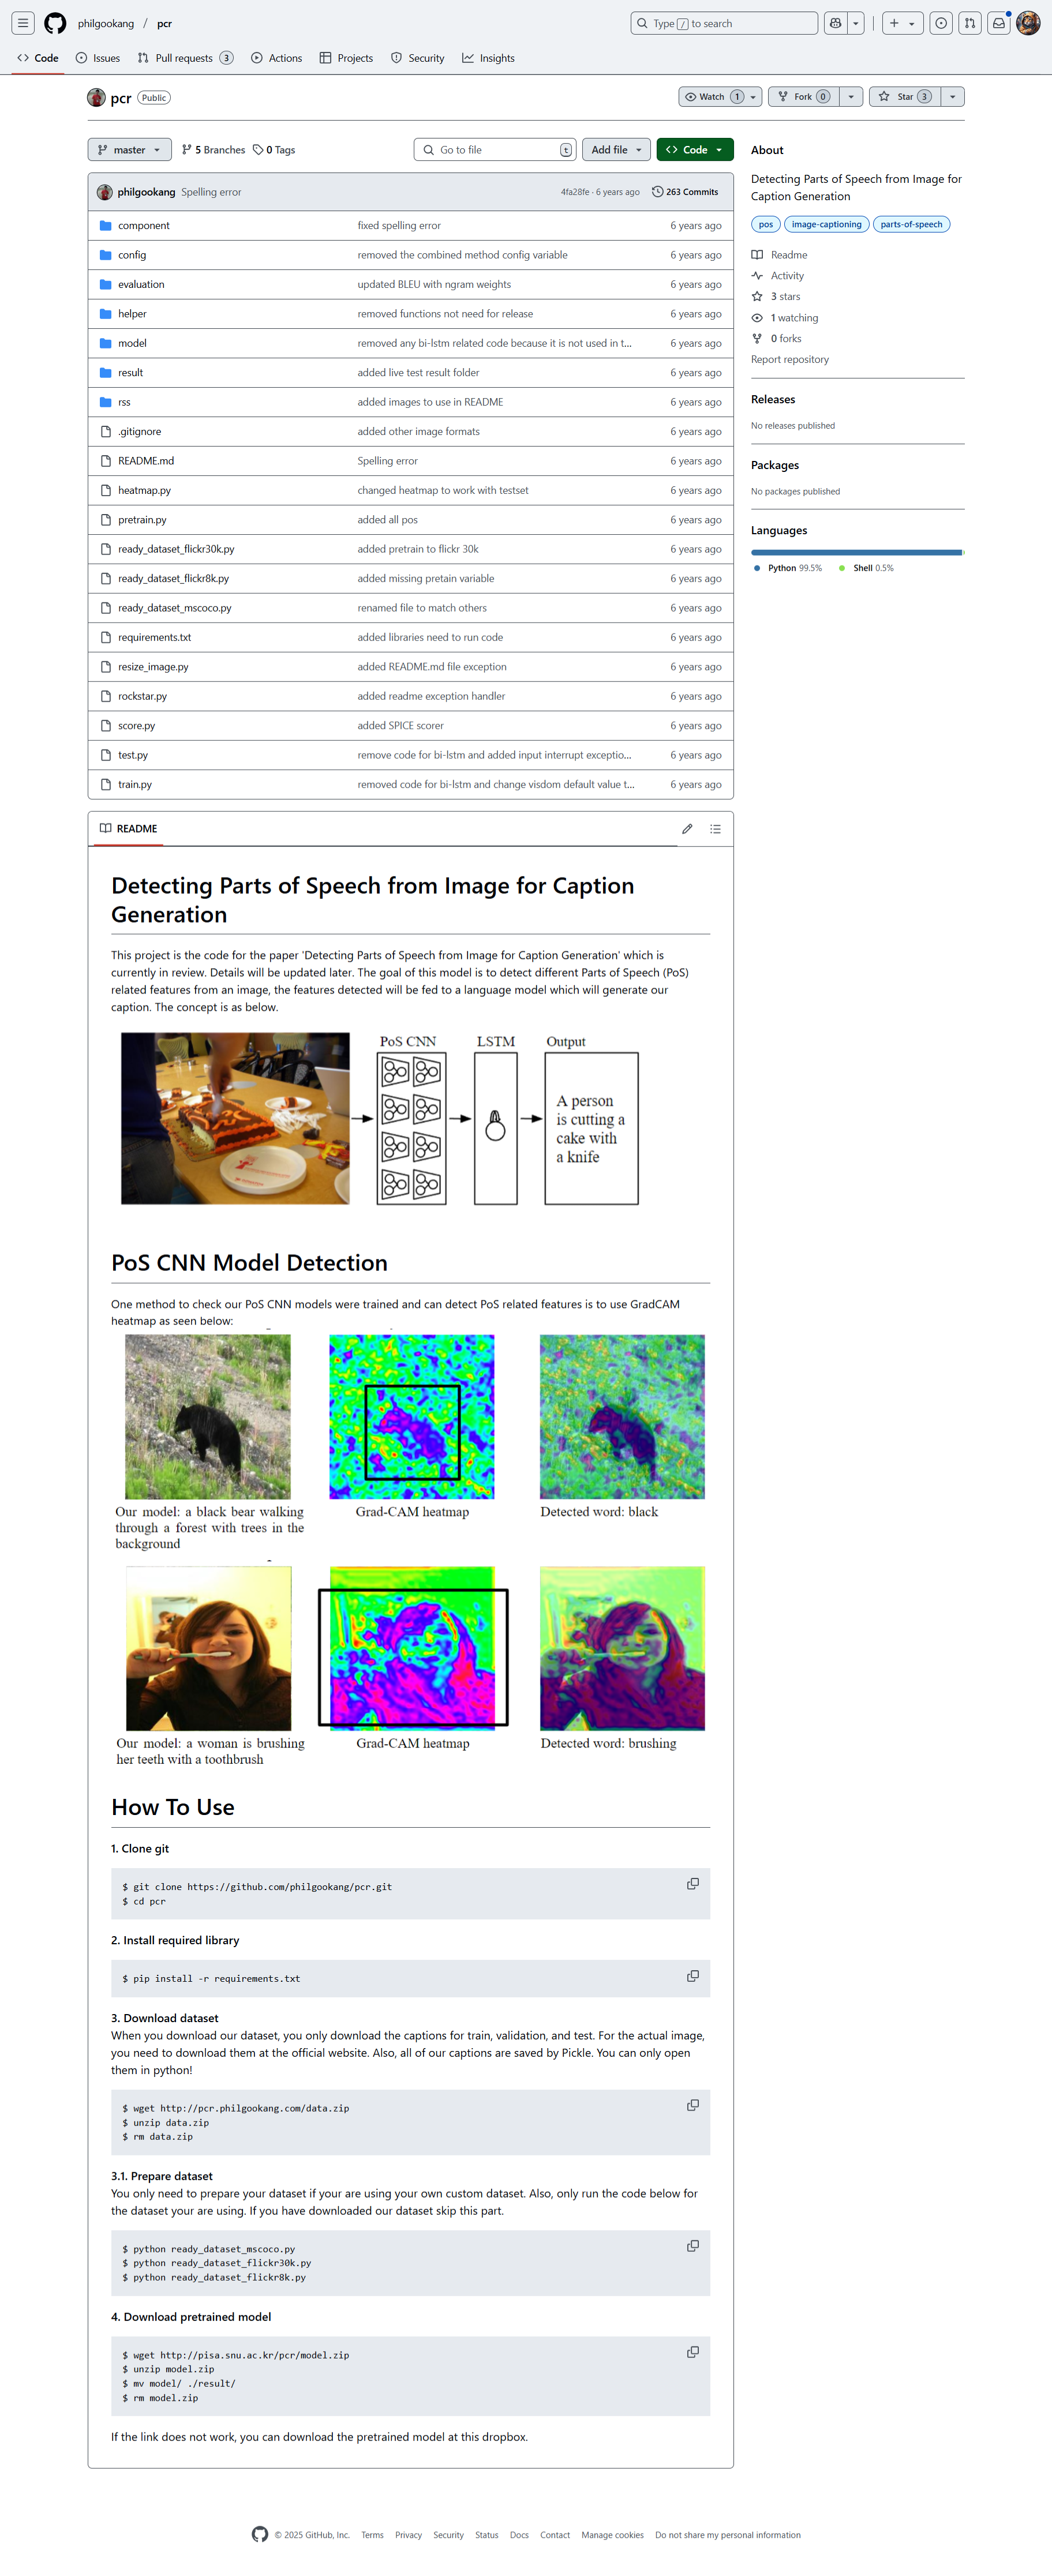 philgookang / pcr
Type / to search
Code Issues Pull requests 3 Actions Projects Security Insights
pcr Public
Watch 1 Fork 0 Star 3
master 5 Branches 0 Tags Go to file t Add file Code
philgookang Spelling error 4fa28fe · 6 years ago 263 Commits
component fixed spelling error 6 years ago
config removed the combined method config variable 6 years ago
evaluation updated BLEU with ngram weights 6 years ago
helper removed functions not need for release 6 years ago
model removed any bi-lstm related code because it is not used in t... 6 years ago
result added live test result folder 6 years ago
rss added images to use in README 6 years ago
.gitignore added other image formats 6 years ago
README.md Spelling error 6 years ago
heatmap.py changed heatmap to work with testset 6 years ago
pretrain.py added all pos 6 years ago
ready_dataset_flickr30k.py added pretrain to flickr 30k 6 years ago
ready_dataset_flickr8k.py added missing pretain variable 6 years ago
ready_dataset_mscoco.py renamed file to match others 6 years ago
requirements.txt added libraries need to run code 6 years ago
resize_image.py added README.md file exception 6 years ago
rockstar.py added readme exception handler 6 years ago
score.py added SPICE scorer 6 years ago
test.py remove code for bi-lstm and added input interrupt exceptio... 6 years ago
train.py removed code for bi-lstm and change visdom default value t... 6 years ago
About
Detecting Parts of Speech from Image for
Caption Generation
pos image-captioning parts-of-speech
Readme
Activity
3 stars
1 watching
0 forks
Report repository
Releases
No releases published
Packages
No packages published
Languages
Python 99.5% Shell 0.5%
README
Detecting Parts of Speech from Image for Caption
Generation
This project is the code for the paper 'Detecting Parts of Speech from Image for Caption Generation' which is
currently in review. Details will be updated later. The goal of this model is to detect different Parts of Speech (PoS)
related features from an image, the features detected will be fed to a language model which will generate our
caption. The concept is as below.
PoS CNN LSTM Output
A person
is cutting a
cake with
a knife
PoS CNN Model Detection
One method to check our PoS CNN models were trained and can detect PoS related features is to use GradCAM
heatmap as seen below:
Our model: a black bear walking
through a forest with trees in the
background
Grad-CAM heatmap
Detected word: black
Our model: a woman is brushing
her teeth with a toothbrush
Grad-CAM heatmap
Detected word: brushing
How To Use
1. Clone git
$ git clone https://github.com/philgookang/pcr.git
$ cd pcr
2. Install required library
$ pip install -r requirements.txt
3. Download dataset
When you download our dataset, you only download the captions for train, validation, and test. For the actual image,
you need to download them at the official website. Also, all of our captions are saved by Pickle. You can only open
them in python!
$ wget http://pcr.philgookang.com/data.zip
$ unzip data.zip
$ rm data.zip
3.1. Prepare dataset
You only need to prepare your dataset if your are using your own custom dataset. Also, only run the code below for
the dataset your are using. If you have downloaded our dataset skip this part.
$ python ready_dataset_mscoco.py
$ python ready_dataset_flickr30k.py
$ python ready_dataset_flickr8k.py
4. Download pretrained model
$ wget http://pisa.snu.ac.kr/pcr/model.zip
$ unzip model.zip
$ mv model/ ./result/
$ rm model.zip
If the link does not work, you can download the pretrained model at this dropbox.
© 2025 GitHub, Inc. Terms Privacy Security Status Docs Contact Manage cookies Do not share my personal information